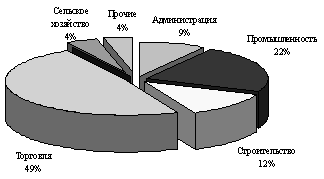 Сельское
хозяйство
4%
Прочие
4%
Администрация
9%
Промышленность
22%
Строительство
12%
Торговля
49%